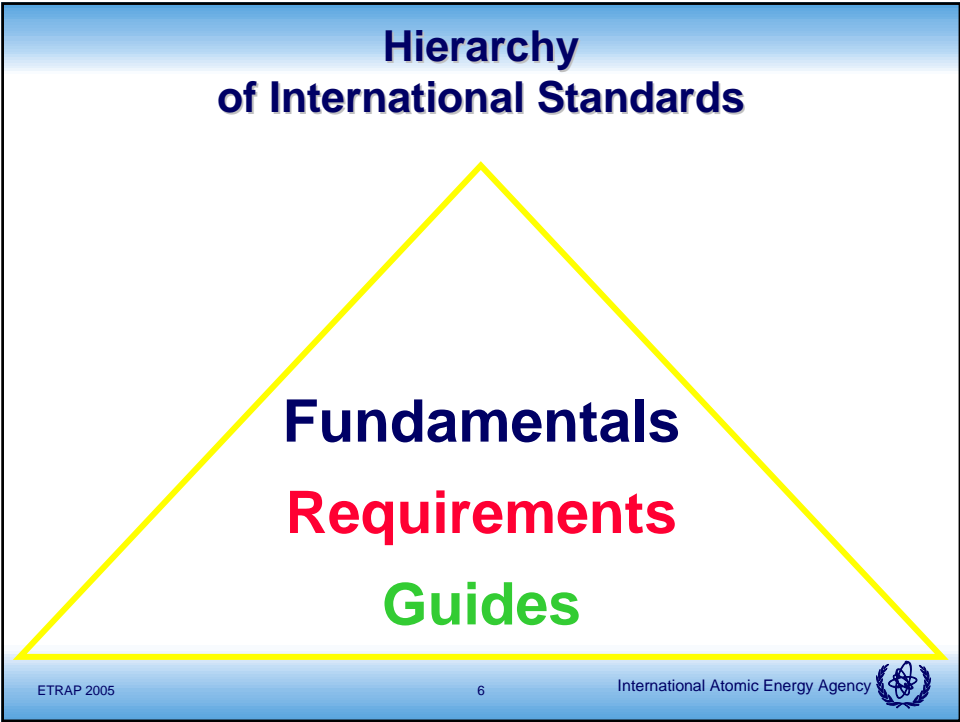 Hierarchy
of International Standards
Fundamentals
Requirements
Guides
ETRAP 2005
6
International Atomic Energy Agency